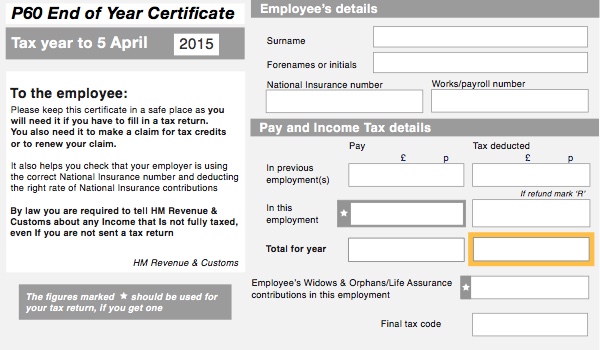 P60 End of Year Certificate
Tax year to 5 April 2015
To the employee:
Please keep this certificate in a safe place as you
will need it if you have to fill in a tax return.
You also need it to make a claim for tax credits
or to renew your claim.
It also helps you check that your employer is using
the correct National Insurance number and deducting
the right rate of National Insurance contributions
By law you are required to tell HM Revenue &
Customs about any Income that Is not fully taxed,
even If you are not sent a tax return
HM Revenue & Customs
The figures marked ★ should be used for
your tax return, if you get one
Employee's details
Surname
Forenames or initials
National Insurance number
Works/payroll number
Pay and Income Tax details
Pay
Tax deducted
£ p £ p
In previous
employment(s)
If refund mark 'R'
In this
employment
★
Total for year
Employee's Widows & Orphans/Life Assurance
contributions in this employment
★
Final tax code